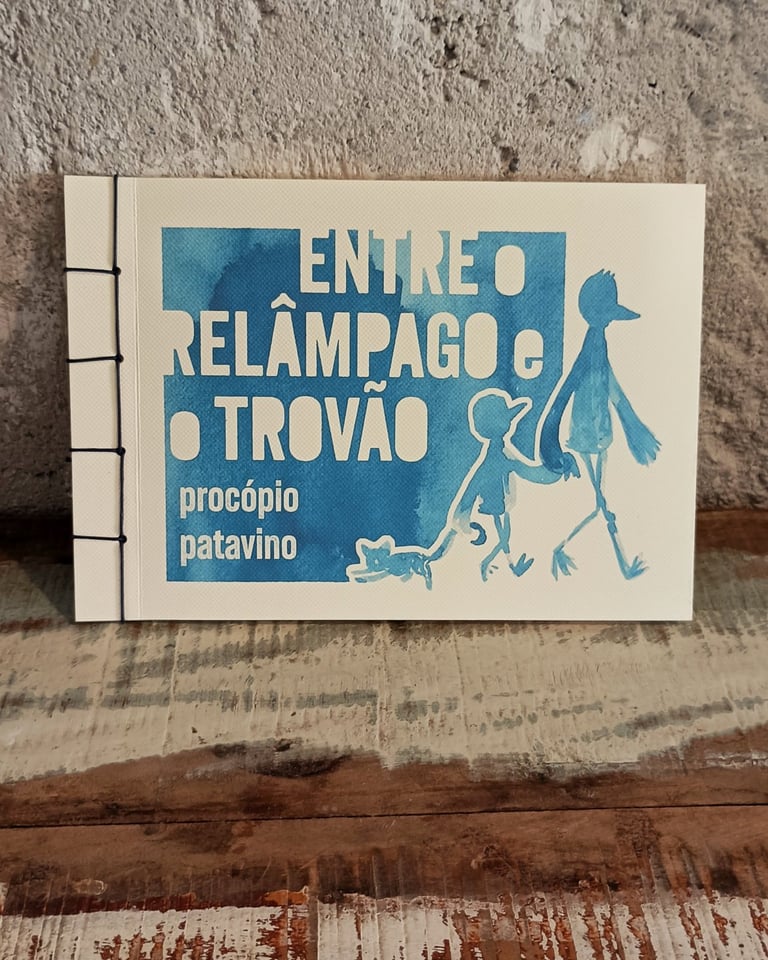 ENTRE O
RELÂMPAGO e
o TROVÃO
procópio
patavino